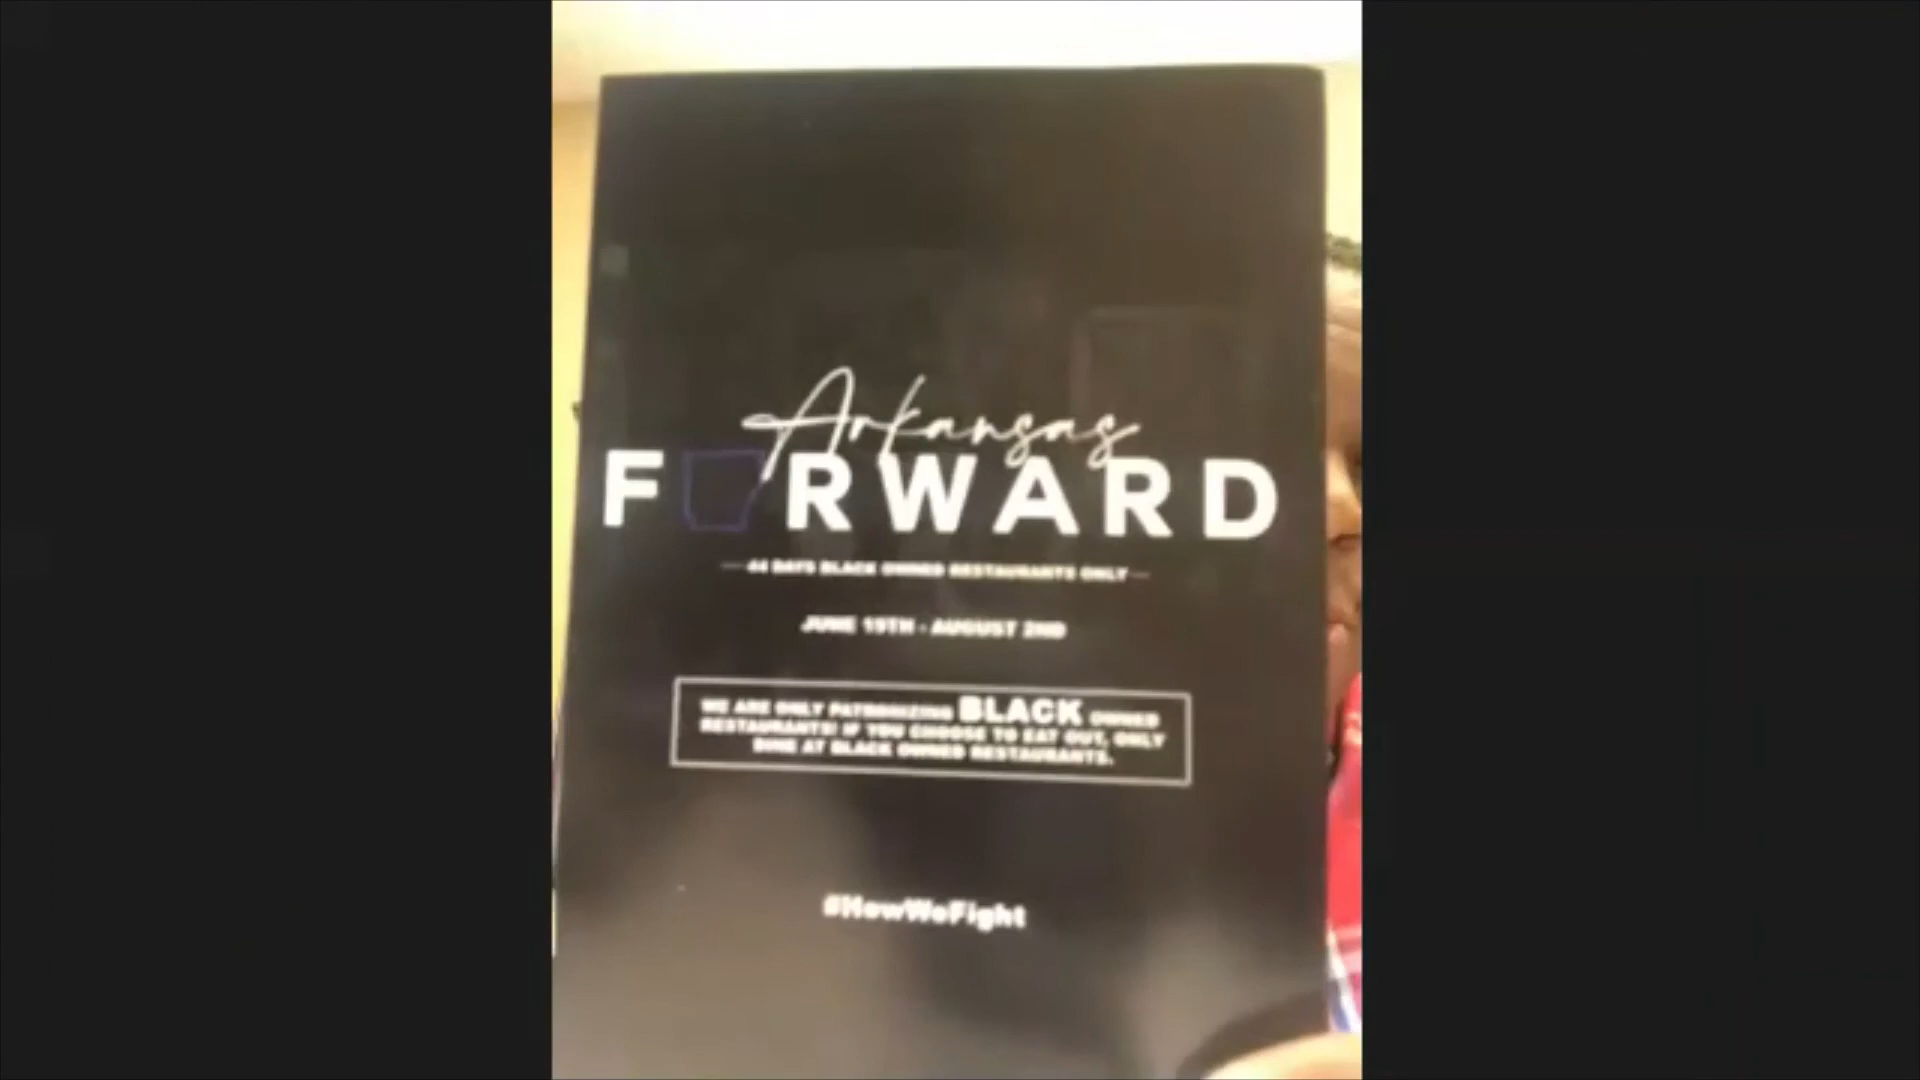 Arkansas
F RWARD
44 DAYS BLACK OWNED RESTAURANTS ONLY
JUNE 19TH - AUGUST 2ND
WE ARE ONLY PATRONIZING BLACK OWNED
RESTAURANTS! IF YOU CHOOSE TO EAT OUT, ONLY
DINE AT BLACK OWNED RESTAURANTS.
#HowWeFight